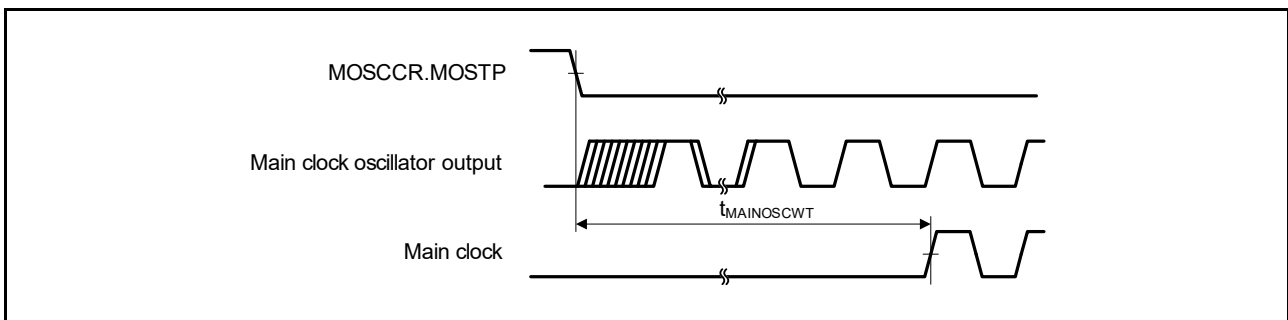 MOSCCR.MOSTP
Main clock oscillator output
tMAINOSCWT
Main clock